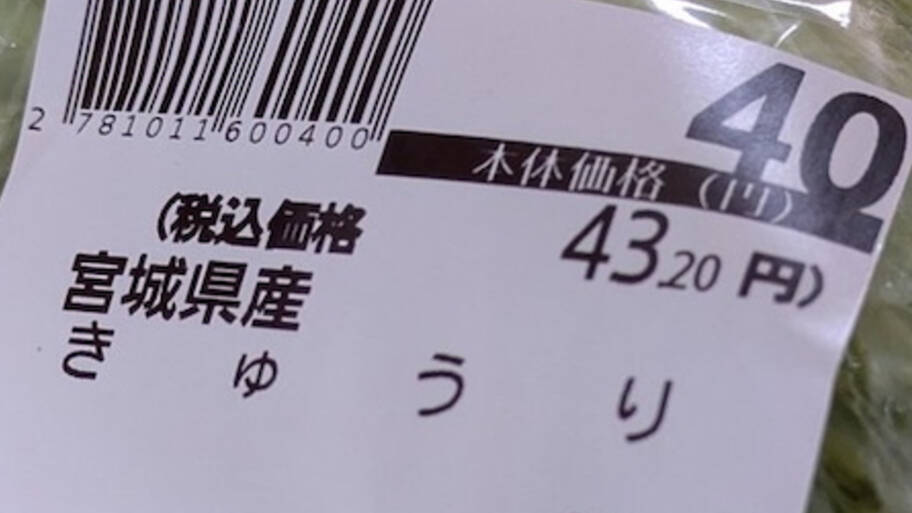 2 781011 600400
40
本体価格(円)
(税込価格 43.20 円)
宮城県産
きゅうり